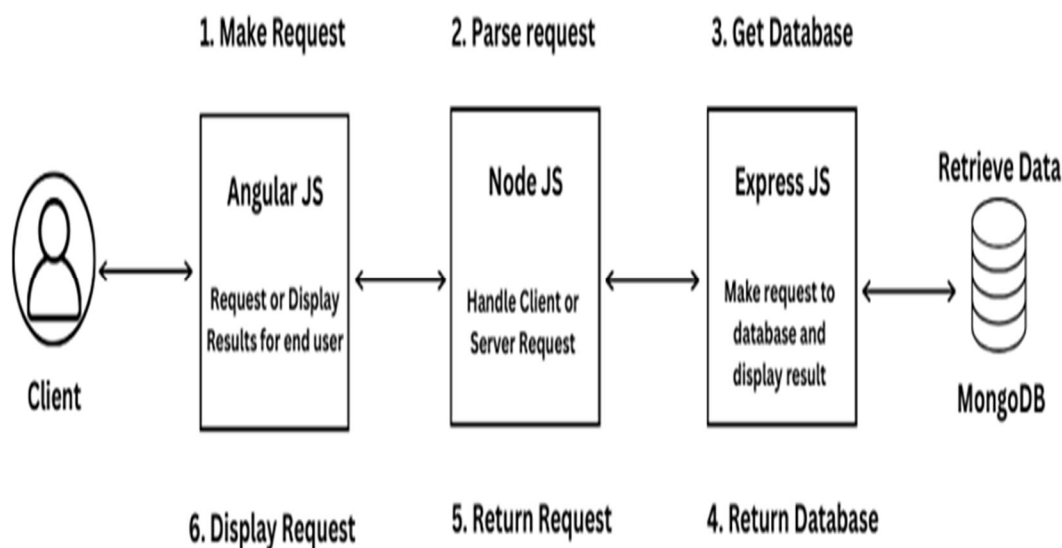 1. Make Request
2. Parse request
3. Get Database
Client
Angular JS
Request or Display
Results for end user
Node JS
Handle Client or
Server Request
Express JS
Make request to
database and
display result
Retrieve Data
MongoDB
6. Display Request
5. Return Request
4. Return Database